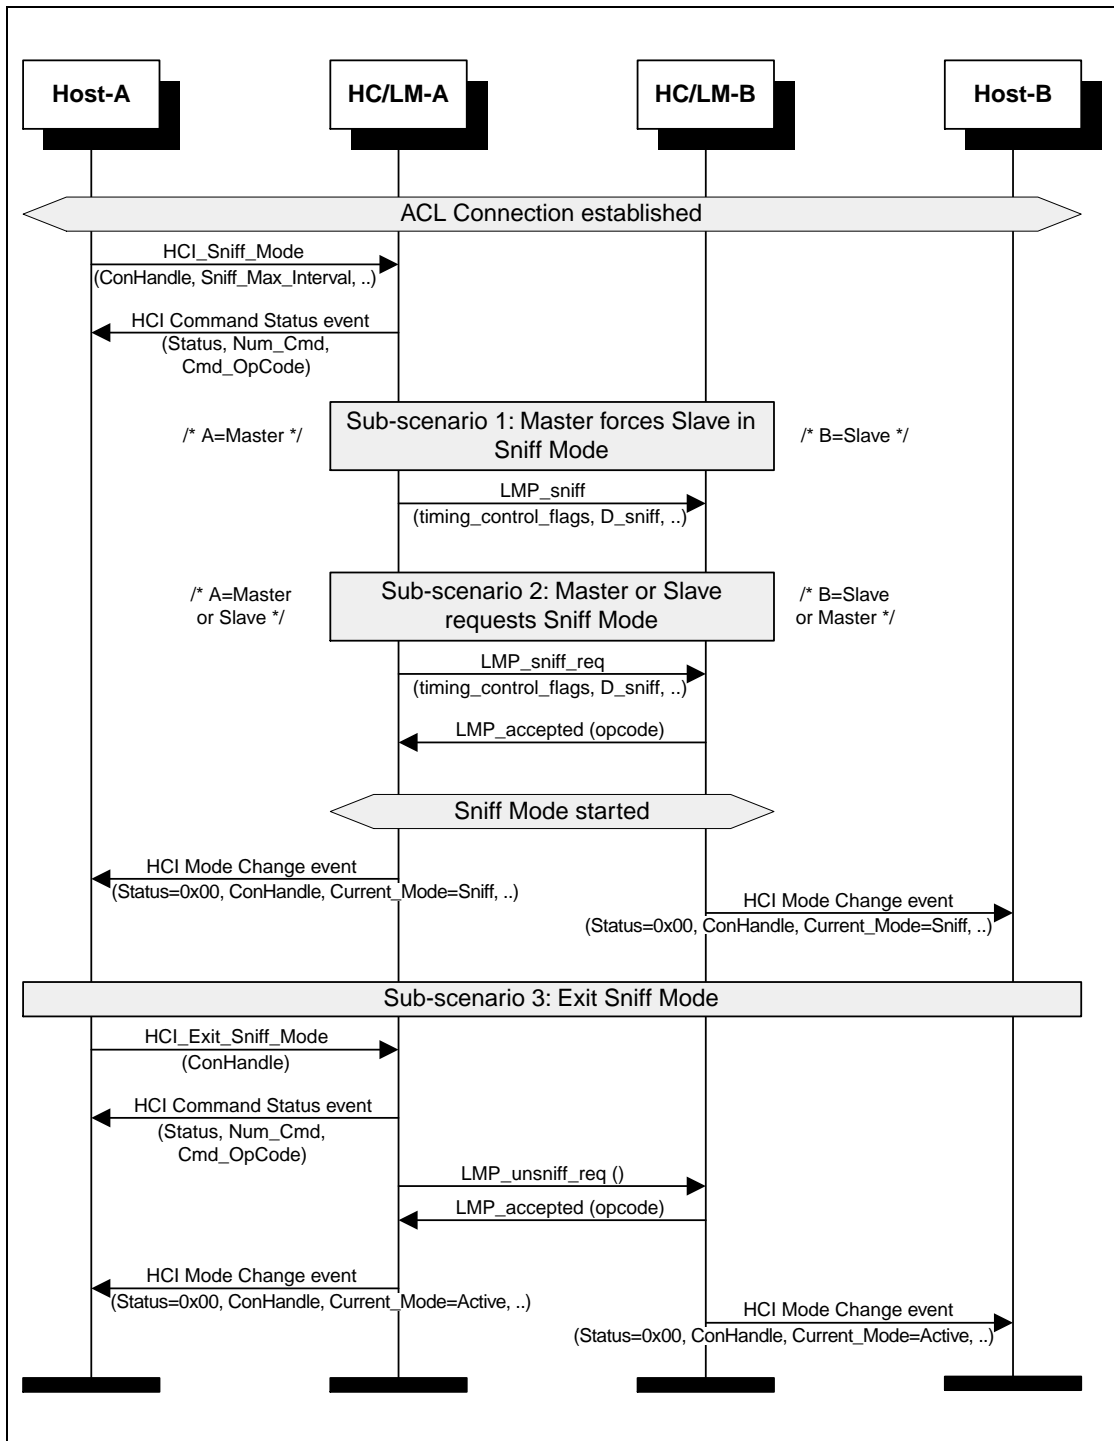 Host-A
HC/LM-A
HC/LM-B
Host-B
ACL Connection established
HCI_Sniff_Mode
(ConHandle, Sniff_Max_Interval, ..)
HCI Command Status event
(Status, Num_Cmd,
Cmd_OpCode)
/* A=Master */
Sub-scenario 1: Master forces Slave in
Sniff Mode
/* B=Slave */
LMP_sniff
(timing_control_flags, D_sniff, ..)
/* A=Master
or Slave */
Sub-scenario 2: Master or Slave
requests Sniff Mode
/* B=Slave
or Master */
LMP_sniff_req
(timing_control_flags, D_sniff, ..)
LMP_accepted (opcode)
Sniff Mode started
HCI Mode Change event
(Status=0x00, ConHandle, Current_Mode=Sniff, ..)
HCI Mode Change event
(Status=0x00, ConHandle, Current_Mode=Sniff, ..)
Sub-scenario 3: Exit Sniff Mode
HCI_Exit_Sniff_Mode
(ConHandle)
HCI Command Status event
(Status, Num_Cmd,
Cmd_OpCode)
LMP_unsniff_req ()
LMP_accepted (opcode)
HCI Mode Change event
(Status=0x00, ConHandle, Current_Mode=Active, ..)
HCI Mode Change event
(Status=0x00, ConHandle, Current_Mode=Active, ..)